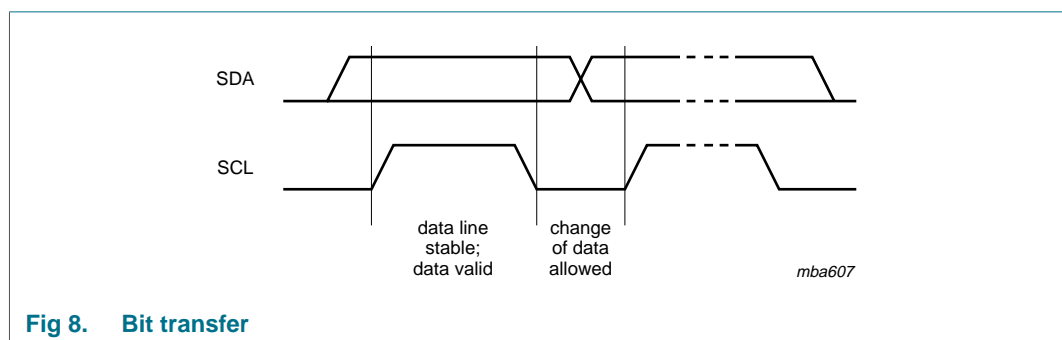 SDA
SCL
data line
stable;
data valid
change
of data
allowed
mba607
Fig 8. Bit transfer